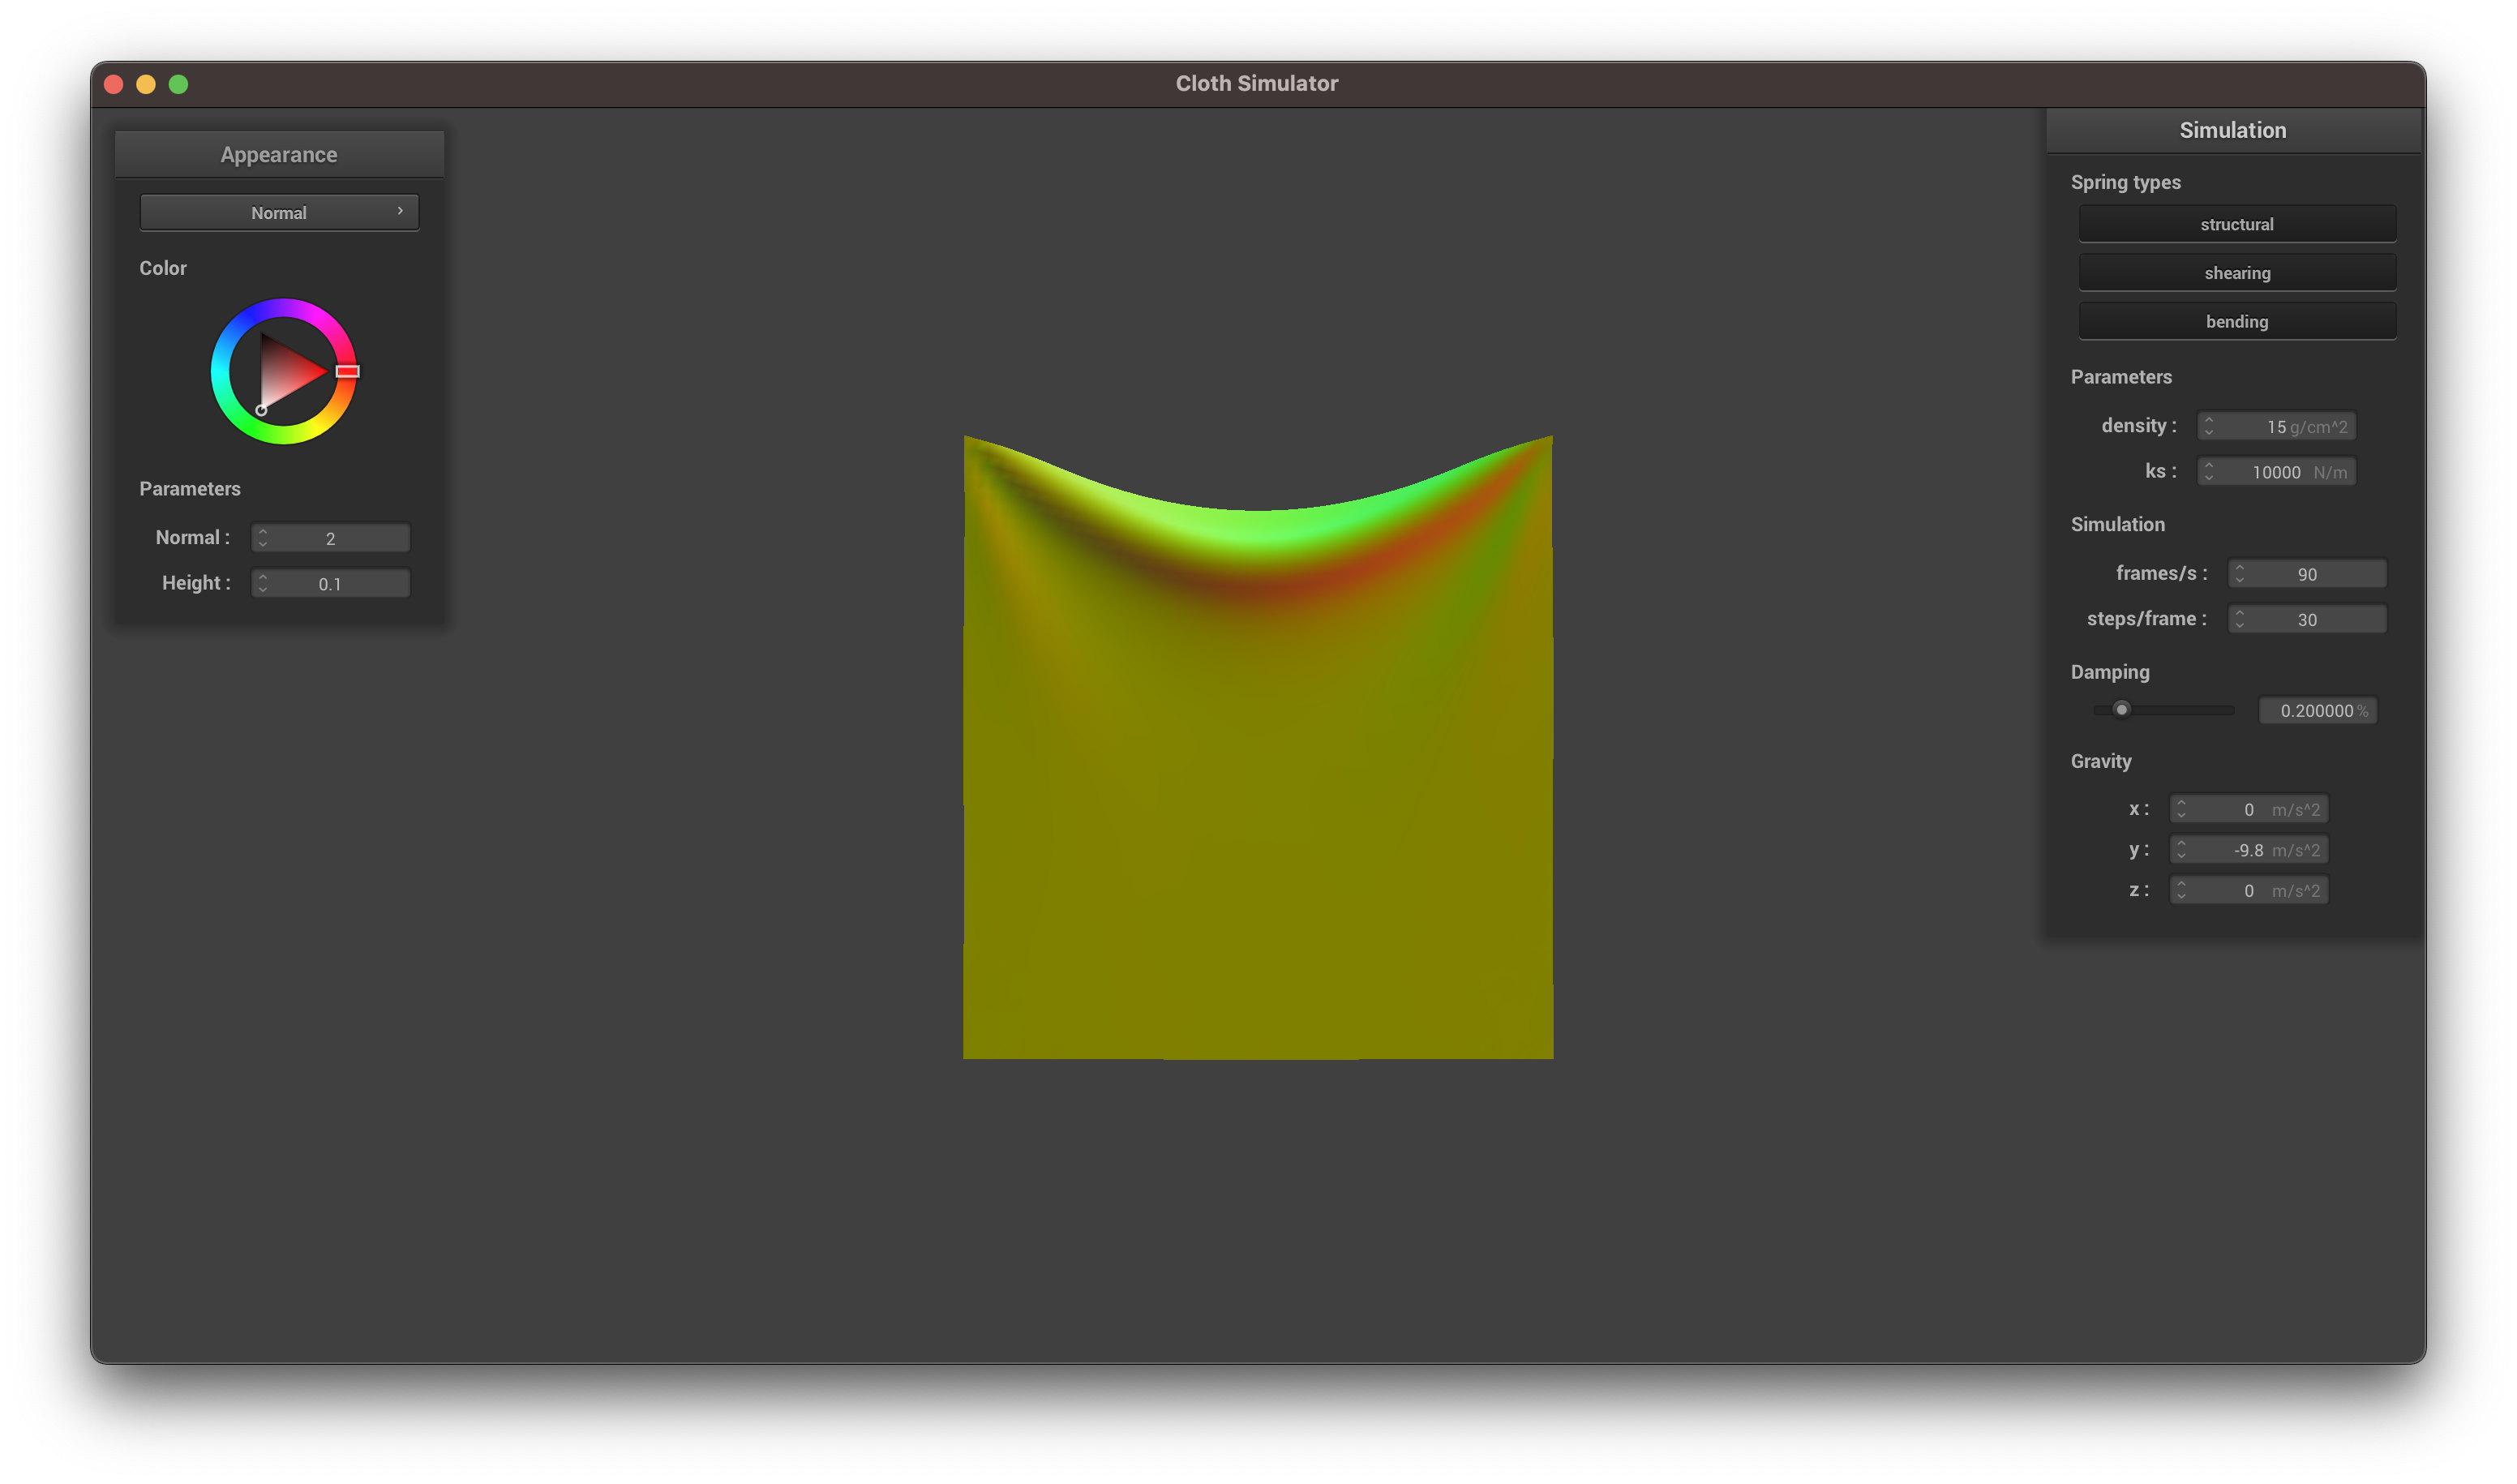 Cloth Simulator
Appearance
Normal
Color
Parameters
Normal : 2
Height : 0.1
Simulation
Spring types
structural
shearing
bending
Parameters
density : 15 g/cm^2
ks : 10000 N/m
Simulation
frames/s : 90
steps/frame : 30
Damping
0.200000 %
Gravity
x : 0 m/s^2
y : -9.8 m/s^2
z : 0 m/s^2